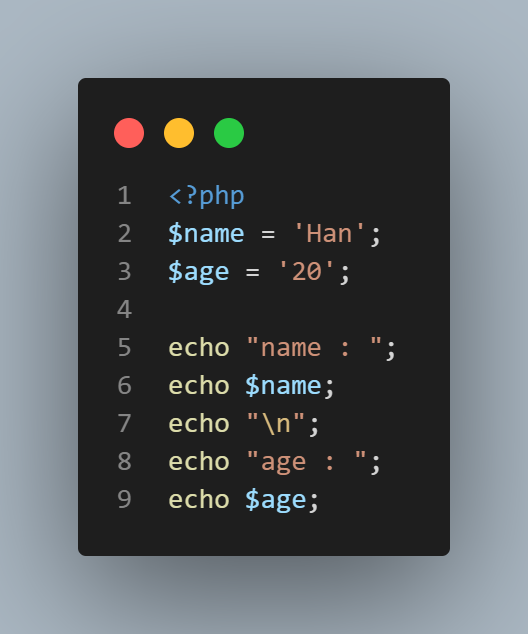 1 <?php
2 $name = 'Han';
3 $age = '20';
4
5 echo "name : ";
6 echo $name;
7 echo "\n";
8 echo "age : ";
9 echo $age;